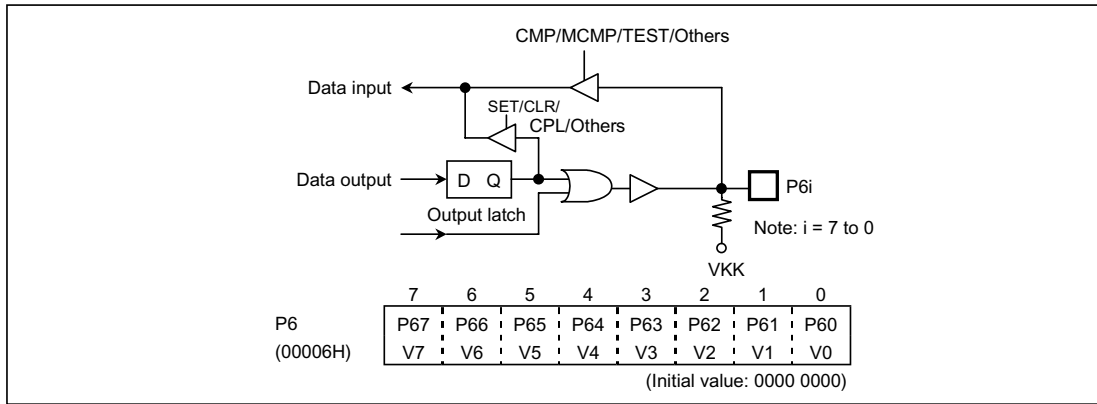 CMP/MCMP/TEST/Others
Data input
SET/CLR/
CPL/Others
Data output
D Q
P6i
Output latch
Note: i = 7 to 0
VKK
7 6 5 4 3 2 1 0
P6 P67 P66 P65 P64 P63 P62 P61 P60
(00006H) V7 V6 V5 V4 V3 V2 V1 V0
(Initial value: 0000 0000)